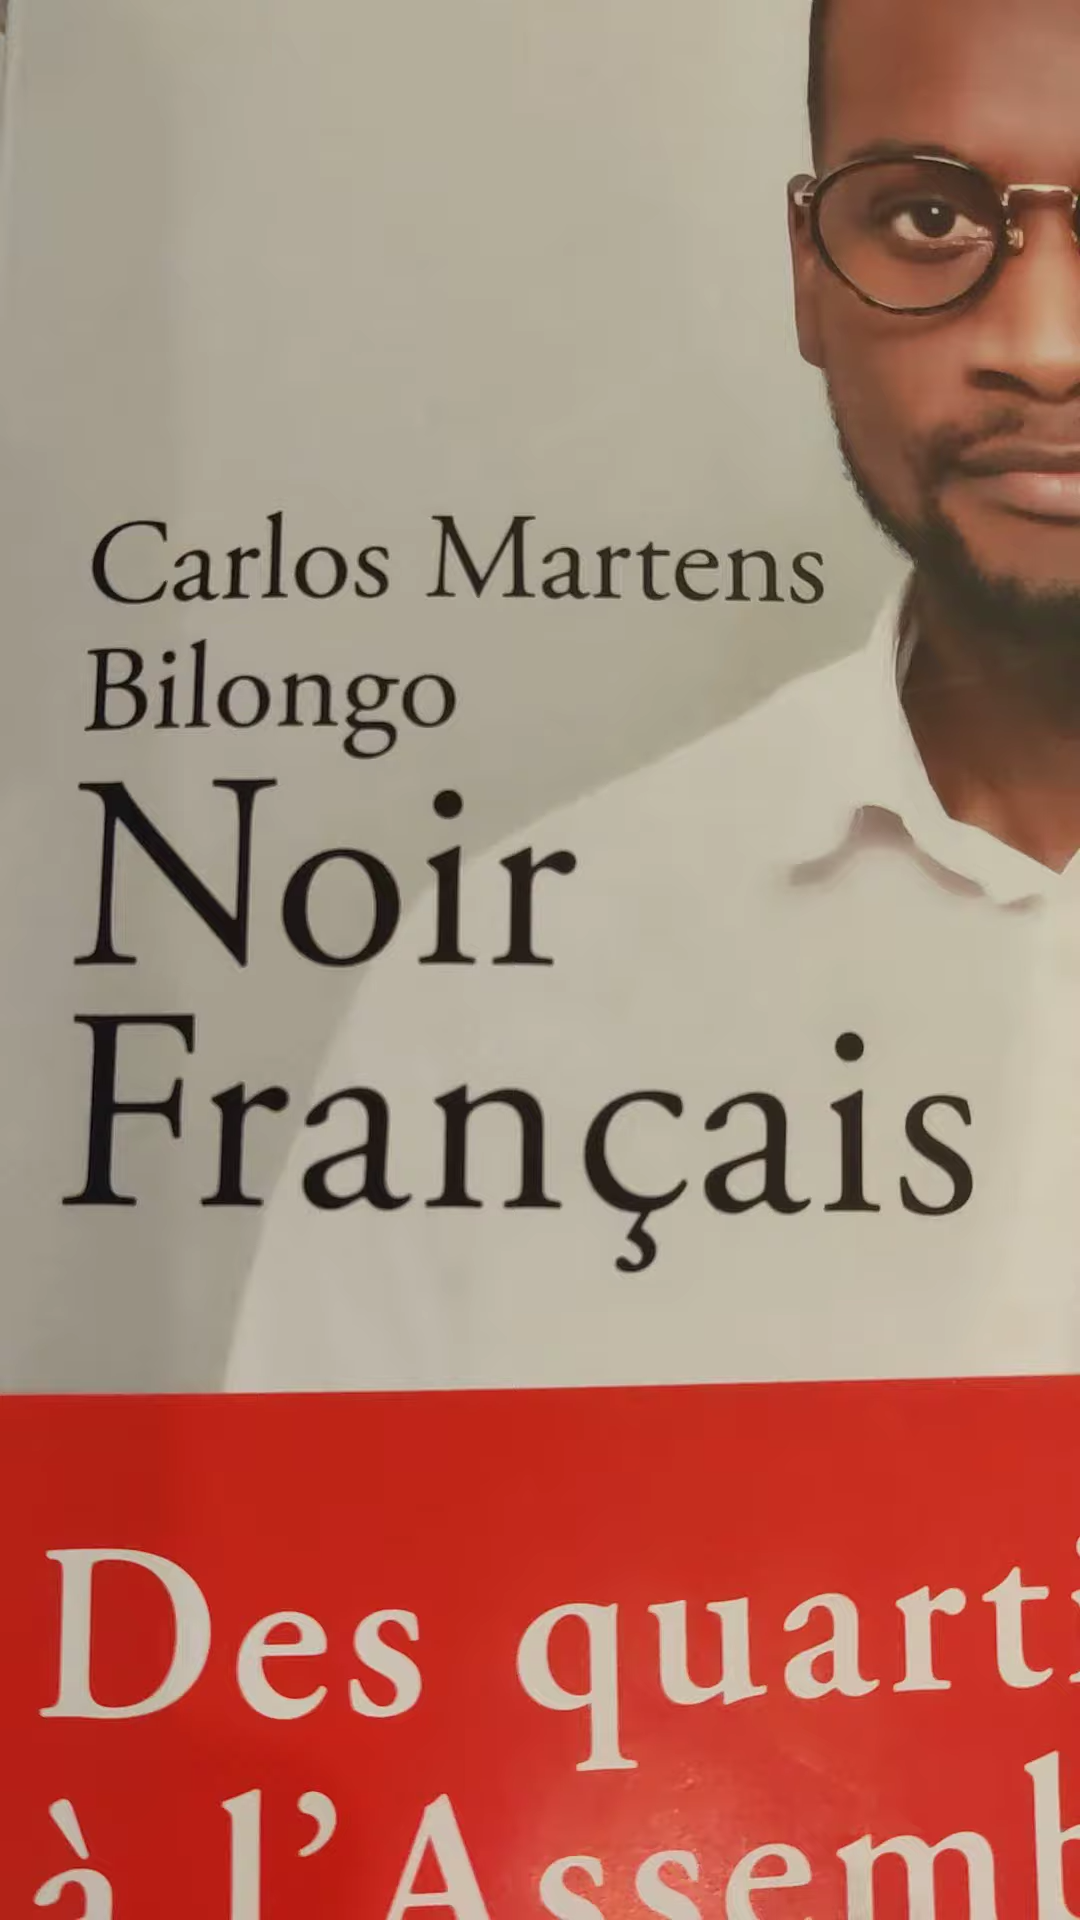 Carlos Martens
Bilongo
Noir
Français
Des quarti
à l'Assemb